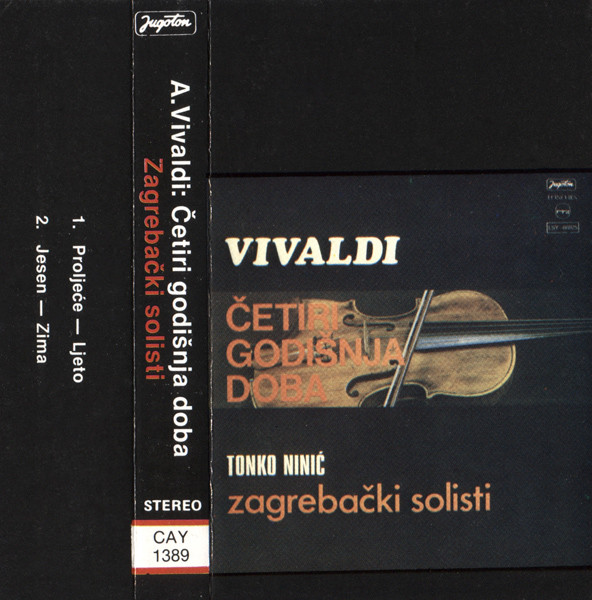 1. Proljeće — Ljeto
2. Jesen — Zima
Jugoton
A.Vivaldi: Četiri godišnja doba
Zagrebački solisti
STEREO
CAY
1389
Jugoton
VIVALDI
ČETIRI
GODIŠNJA
DOBA
TONKO NINIĆ
zagrebački solisti